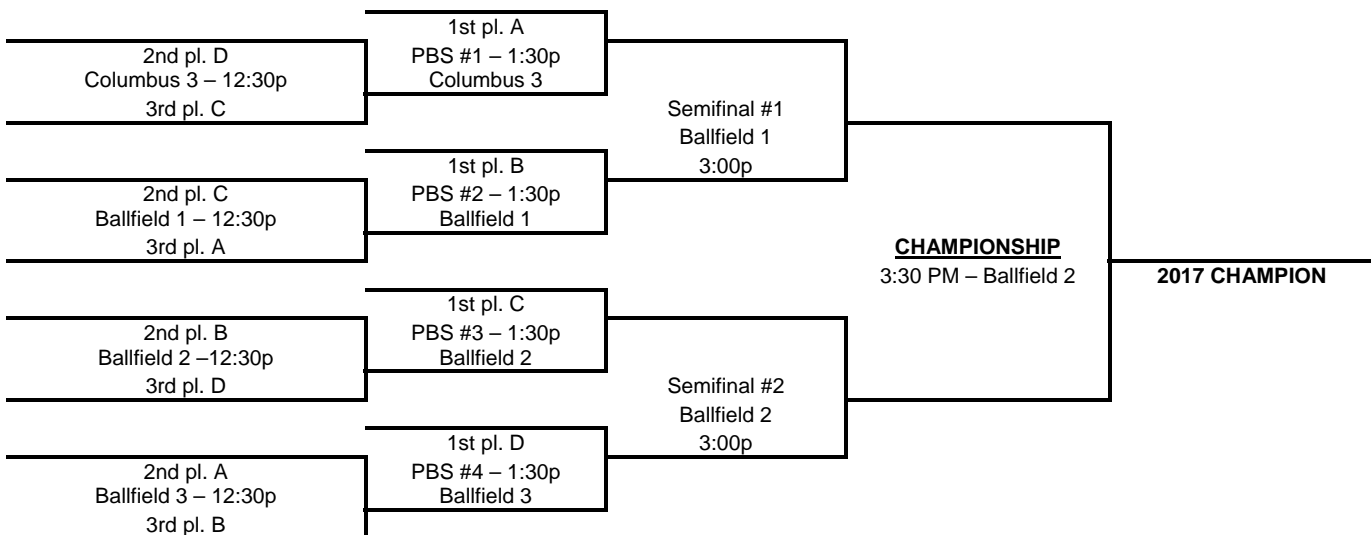 1st pl. A
2nd pl. D
PBS #1 – 1:30p
Columbus 3 – 12:30p
Columbus 3
3rd pl. C
Semifinal #1
Ballfield 1
1st pl. B
3:00p
2nd pl. C
PBS #2 – 1:30p
Ballfield 1 – 12:30p
Ballfield 1
3rd pl. A
CHAMPIONSHIP
3:30 PM – Ballfield 2
2017 CHAMPION
1st pl. C
2nd pl. B
PBS #3 – 1:30p
Ballfield 2 –12:30p
Ballfield 2
3rd pl. D
Semifinal #2
Ballfield 2
1st pl. D
3:00p
2nd pl. A
PBS #4 – 1:30p
Ballfield 3 – 12:30p
Ballfield 3
3rd pl. B